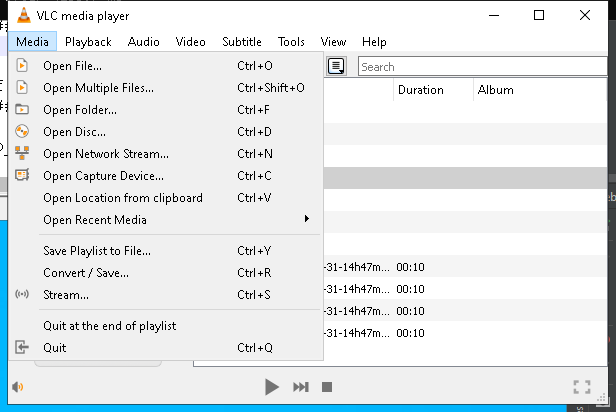 VLC media player
Media Playback Audio Video Subtitle Tools View Help
Open File... Ctrl+O
Search
Open Multiple Files... Ctrl+Shift+O
Duration Album
Open Folder... Ctrl+F
Open Disc... Ctrl+D
Open Network Stream... Ctrl+N
Open Capture Device... Ctrl+C
Open Location from clipboard Ctrl+V
Open Recent Media
Save Playlist to File... Ctrl+Y
-31-14h47m... 00:10
Convert / Save... Ctrl+R
-31-14h47m... 00:10
Stream... Ctrl+S
-31-14h47m... 00:10
Quit at the end of playlist
-31-14h47m... 00:10
Quit Ctrl+Q